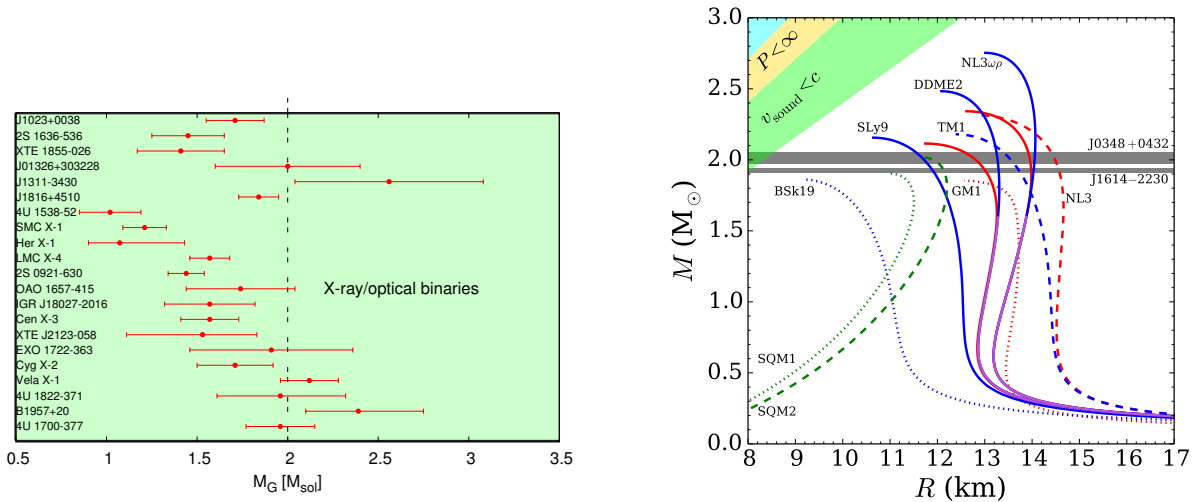 J1023+0038
2S 1636-536
XTE 1855-026
J01326+303228
J1311-3430
J1816+4510
4U 1538-52
SMC X-1
Her X-1
LMC X-4
2S 0921-630
OAO 1657-415
IGR J18027-2016
Cen X-3
XTE J2123-058
EXO 1722-363
Cyg X-2
Vela X-1
4U 1822-371
B1957+20
4U 1700-377
X-ray/optical binaries
0.5 1 1.5 2 2.5 3 3.5
M_G [M_sol]
3.0
2.5
2.0
1.5
1.0
0.5
0.0
M (M_⊙)
P<∞
v_sound<c
NL3ωρ
DDME2
SLy9
TM1
J0348+0432
J1614−2230
BSk19
GM1
NL3
SQM1
SQM2
8 9 10 11 12 13 14 15 16 17
R (km)